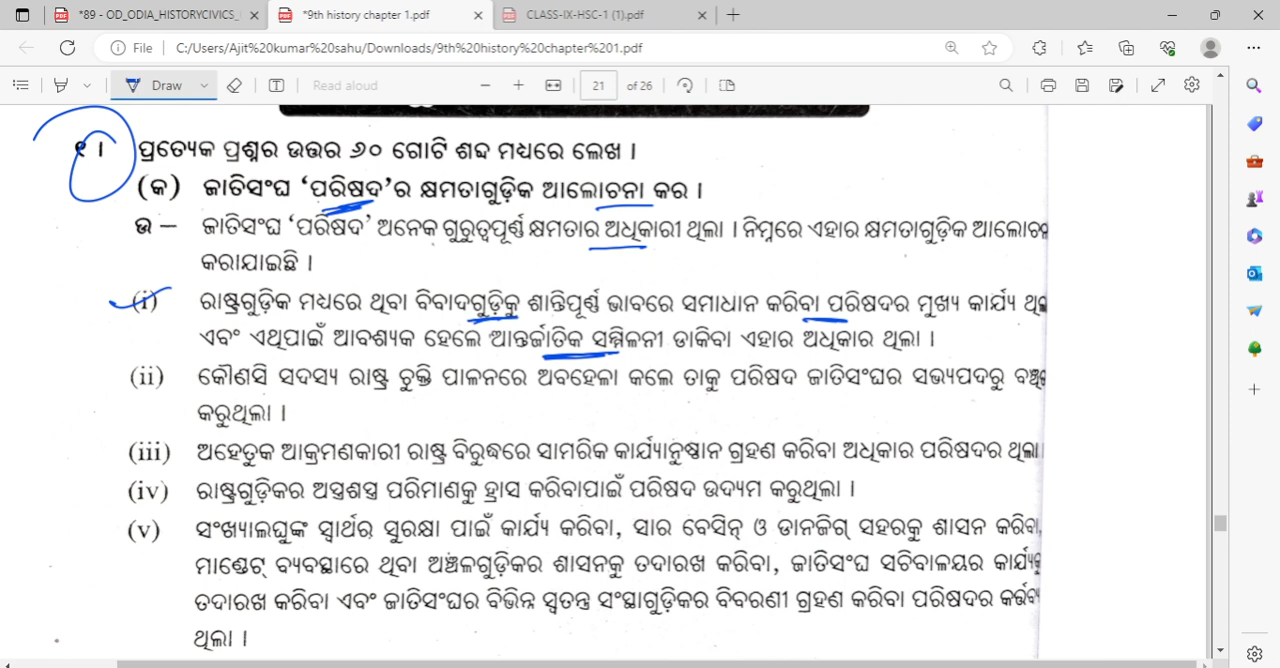 *89 - OD_ODIA_HISTORYCIVICS_
*9th history chapter 1.pdf
CLASS-IX-HSC-1 (1).pdf
File C:/Users/Ajit%20kumar%20sahu/Downloads/9th%20history%20chapter%201.pdf
Draw
Read aloud
21 of 26
୧ । ପ୍ରତ୍ୟେକ ପ୍ରଶ୍ନର ଉତ୍ତର ୬୦ ଗୋଟି ଶବ୍ଦ ମଧ୍ୟରେ ଲେଖ ।
(କ) ଜାତିସଂଘ ‘ପରିଷଦ’ର କ୍ଷମତାଗୁଡ଼ିକ ଆଲୋଚନା କର ।
ଉ – ଜାତିସଂଘ ‘ପରିଷଦ’ ଅନେକ ଗୁରୁତ୍ୱପୂର୍ଣ୍ଣ କ୍ଷମତାର ଅଧିକାରୀ ଥିଲା । ନିମ୍ନରେ ଏହାର କ୍ଷମତାଗୁଡ଼ିକ ଆଲୋଚନ
କରାଯାଇଛି ।
(i) ରାଷ୍ଟ୍ରଗୁଡ଼ିକ ମଧ୍ୟରେ ଥିବା ବିବାଦଗୁଡ଼ିକୁ ଶାନ୍ତିପୂର୍ଣ୍ଣ ଭାବରେ ସମାଧାନ କରିବା ପରିଷଦର ମୁଖ୍ୟ କାର୍ଯ୍ୟ ଥିଲା
ଏବଂ ଏଥିପାଇଁ ଆବଶ୍ୟକ ହେଲେ ଆନ୍ତର୍ଜାତିକ ସମ୍ମିଳନୀ ଡାକିବା ଏହାର ଅଧିକାର ଥିଲା ।
(ii) କୌଣସି ସଦସ୍ୟ ରାଷ୍ଟ୍ର ଚୁକ୍ତି ପାଳନରେ ଅବହେଳା କଲେ ତାକୁ ପରିଷଦ ଜାତିସଂଘର ସଭ୍ୟପଦରୁ ବଞ୍ଚିତ
କରୁଥିଲା ।
(iii) ଅହେତୁକ ଆକ୍ରମଣକାରୀ ରାଷ୍ଟ୍ର ବିରୁଦ୍ଧରେ ସାମରିକ କାର୍ଯ୍ୟାନୁଷ୍ଠାନ ଗ୍ରହଣ କରିବା ଅଧିକାର ପରିଷଦର ଥିଲା।
(iv) ରାଷ୍ଟ୍ରଗୁଡ଼ିକର ଅସ୍ତ୍ରଶସ୍ତ୍ର ପରିମାଣକୁ ହ୍ରାସ କରିବାପାଇଁ ପରିଷଦ ଉଦ୍ୟମ କରୁଥିଲା ।
(v) ସଂଖ୍ୟାଲଘୁଙ୍କ ସ୍ୱାର୍ଥର ସୁରକ୍ଷା ପାଇଁ କାର୍ଯ୍ୟ କରିବା, ସାର ବେସିନ୍ ଓ ଡାନଜିଗ୍ ସହରକୁ ଶାସନ କରିବା,
ମାଣ୍ଡେଟ୍ ବ୍ୟବସ୍ଥାରେ ଥିବା ଅଞ୍ଚଳଗୁଡ଼ିକର ଶାସନକୁ ତଦାରଖ କରିବା, ଜାତିସଂଘ ସଚିବାଳୟର କାର୍ଯ୍ୟକୁ
ତଦାରଖ କରିବା ଏବଂ ଜାତିସଂଘର ବିଭିନ୍ନ ସ୍ୱତନ୍ତ୍ର ସଂସ୍ଥାଗୁଡ଼ିକର ବିବରଣୀ ଗ୍ରହଣ କରିବା ପରିଷଦର କର୍ତ୍ତବ୍ୟ
ଥିଲା ।